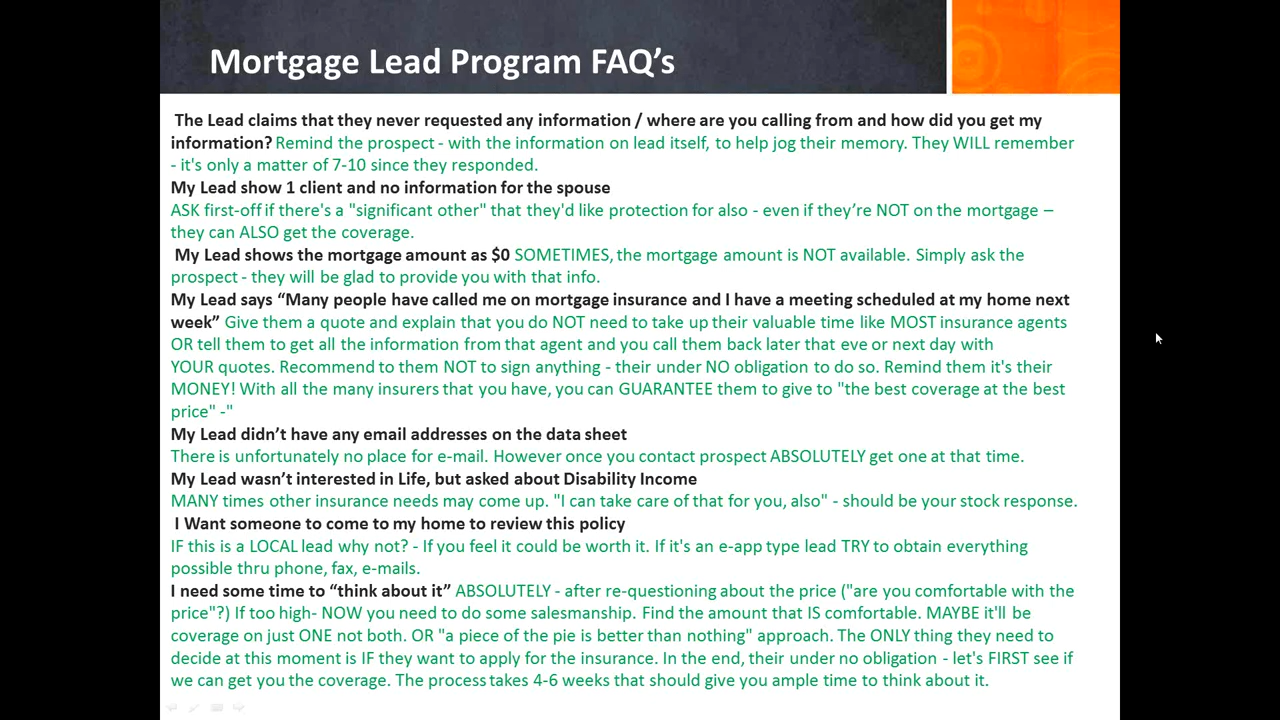 Mortgage Lead Program FAQ’s
The Lead claims that they never requested any information / where are you calling from and how did you get my
information? Remind the prospect - with the information on lead itself, to help jog their memory. They WILL remember
- it's only a matter of 7-10 since they responded.
My Lead show 1 client and no information for the spouse
ASK first-off if there's a "significant other" that they'd like protection for also - even if they’re NOT on the mortgage –
they can ALSO get the coverage.
My Lead shows the mortgage amount as $0 SOMETIMES, the mortgage amount is NOT available. Simply ask the
prospect - they will be glad to provide you with that info.
My Lead says “Many people have called me on mortgage insurance and I have a meeting scheduled at my home next
week” Give them a quote and explain that you do NOT need to take up their valuable time like MOST insurance agents
OR tell them to get all the information from that agent and you call them back later that eve or next day with
YOUR quotes. Recommend to them NOT to sign anything - their under NO obligation to do so. Remind them it's their
MONEY! With all the many insurers that you have, you can GUARANTEE them to give to "the best coverage at the best
price" -"
My Lead didn’t have any email addresses on the data sheet
There is unfortunately no place for e-mail. However once you contact prospect ABSOLUTELY get one at that time.
My Lead wasn’t interested in Life, but asked about Disability Income
MANY times other insurance needs may come up. "I can take care of that for you, also" - should be your stock response.
I Want someone to come to my home to review this policy
IF this is a LOCAL lead why not? - If you feel it could be worth it. If it's an e-app type lead TRY to obtain everything
possible thru phone, fax, e-mails.
I need some time to “think about it” ABSOLUTELY - after re-questioning about the price ("are you comfortable with the
price"?) If too high- NOW you need to do some salesmanship. Find the amount that IS comfortable. MAYBE it'll be
coverage on just ONE not both. OR "a piece of the pie is better than nothing" approach. The ONLY thing they need to
decide at this moment is IF they want to apply for the insurance. In the end, their under no obligation - let's FIRST see if
we can get you the coverage. The process takes 4-6 weeks that should give you ample time to think about it.